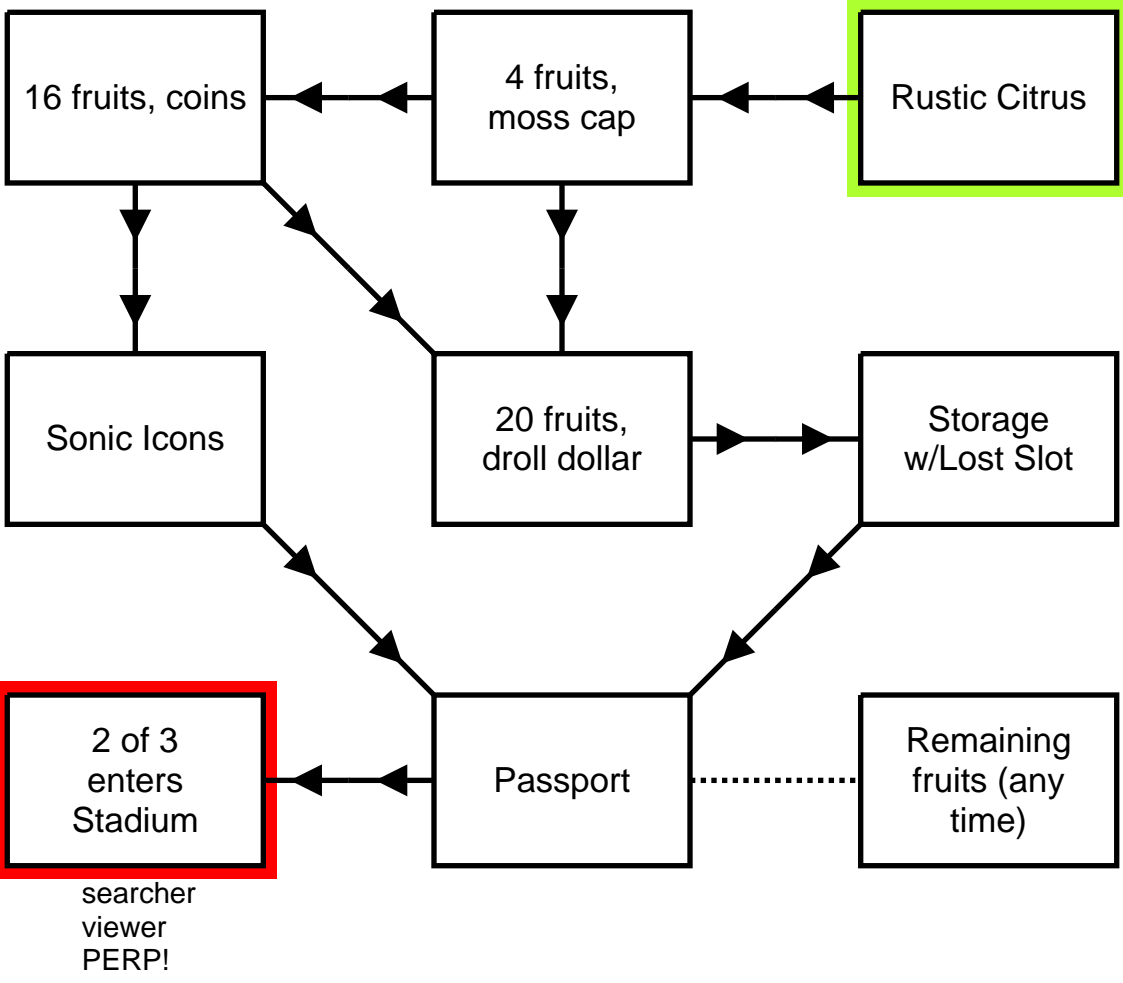 16 fruits, coins
4 fruits,
moss cap
Rustic Citrus
Sonic Icons
20 fruits,
droll dollar
Storage
w/Lost Slot
2 of 3
enters
Stadium
Passport
Remaining
fruits (any
time)
searcher
viewer
PERP!